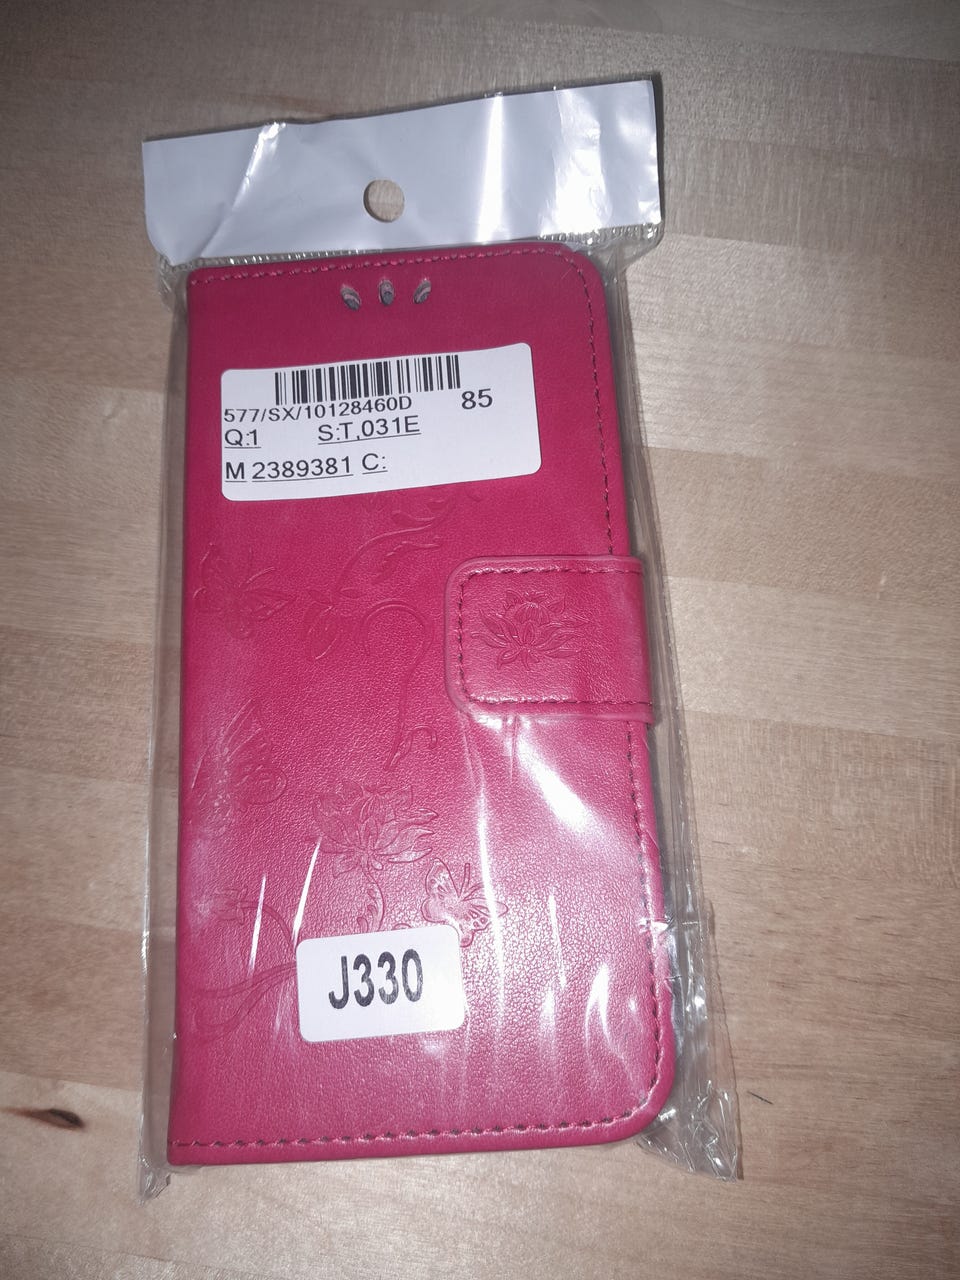 577/SX/10128460D 85
Q:1 S:T,031E
M 2389381 C:
J330